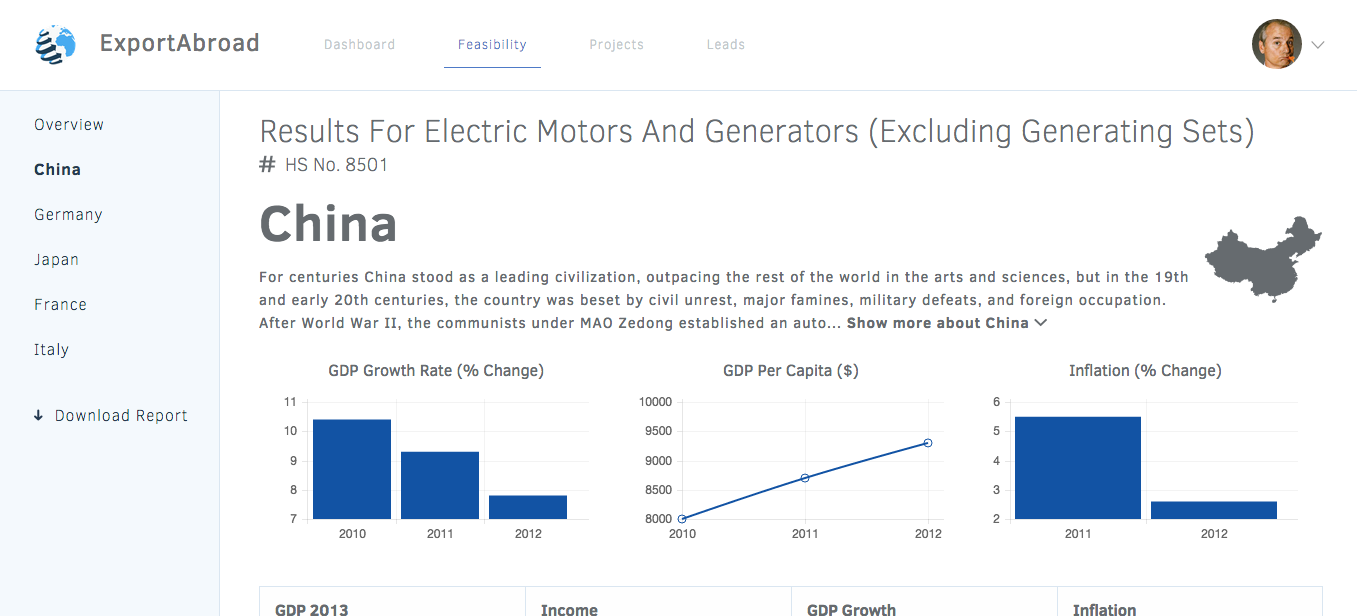 ExportAbroad
Dashboard
Feasibility
Projects
Leads
Overview
China
Germany
Japan
France
Italy
Download Report
Results For Electric Motors And Generators (Excluding Generating Sets)
# HS No. 8501
China
For centuries China stood as a leading civilization, outpacing the rest of the world in the arts and sciences, but in the 19th
and early 20th centuries, the country was beset by civil unrest, major famines, military defeats, and foreign occupation.
After World War II, the communists under MAO Zedong established an auto... Show more about China
GDP Growth Rate (% Change)
11
10
9
8
7
2010 2011 2012
GDP Per Capita ($)
10000
9500
9000
8500
8000
2010 2011 2012
Inflation (% Change)
6
5
4
3
2
2011 2012
GDP 2013
Income
GDP Growth
Inflation